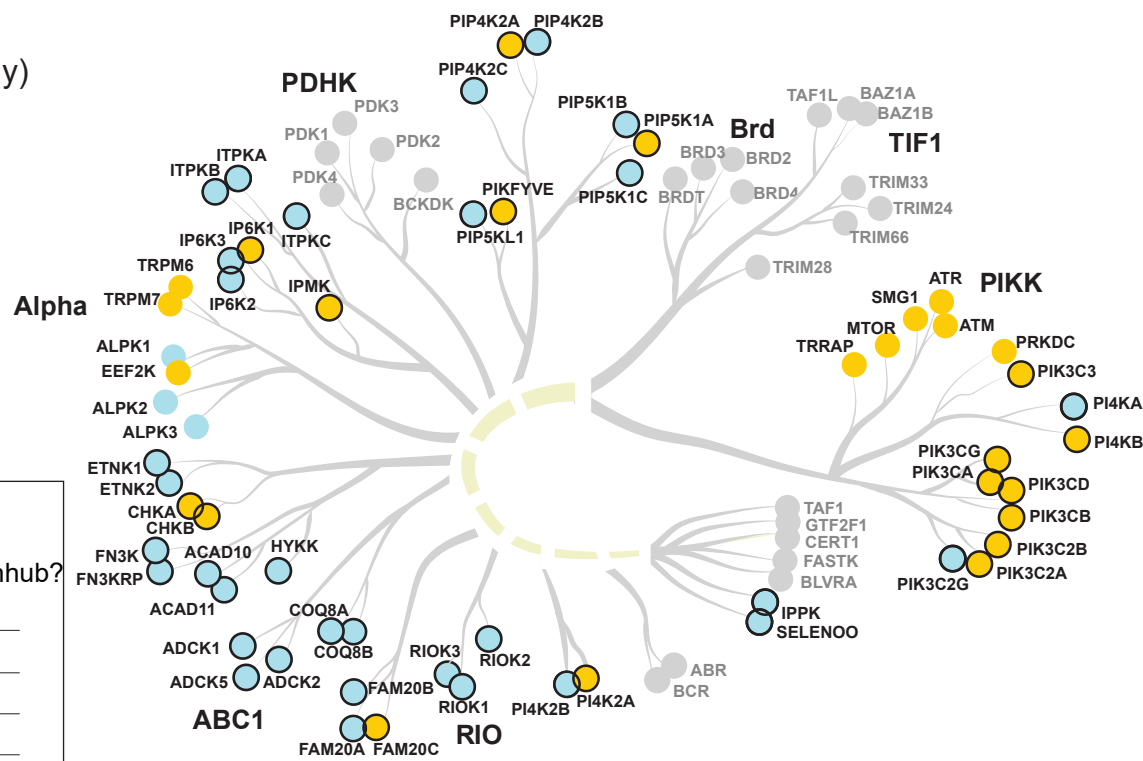 y)
PIP4K2A
PIP4K2B
PIP4K2C
PDHK
PDK3
PDK1
PDK2
PDK4
BCKDK
PIP5K1B
PIP5K1A
PIP5K1C
PIKFYVE
PIP5KL1
Brd
BRD3
BRD2
BRDT
BRD4
TAF1L
BAZ1A
BAZ1B
TIF1
TRIM33
TRIM24
TRIM66
TRIM28
ITPKA
ITPKB
ITPKC
IP6K1
IP6K3
IP6K2
IPMK
TRPM6
TRPM7
Alpha
ALPK1
EEF2K
ALPK2
ALPK3
ATR
PIKK
SMG1
ATM
MTOR
TRRAP
PRKDC
PIK3C3
PI4KA
PI4KB
PIK3CG
PIK3CA
PIK3CD
PIK3CB
PIK3C2B
PIK3C2A
PIK3C2G
ETNK1
ETNK2
CHKA
CHKB
FN3K
FN3KRP
ACAD10
ACAD11
HYKK
nhub?
TAF1
GTF2F1
CERT1
FASTK
BLVRA
IPPK
SELENOO
COQ8A
COQ8B
ADCK1
ADCK5
ADCK2
ABC1
FAM20B
FAM20A
FAM20C
RIOK3
RIOK1
RIOK2
RIO
PI4K2B
PI4K2A
ABR
BCR